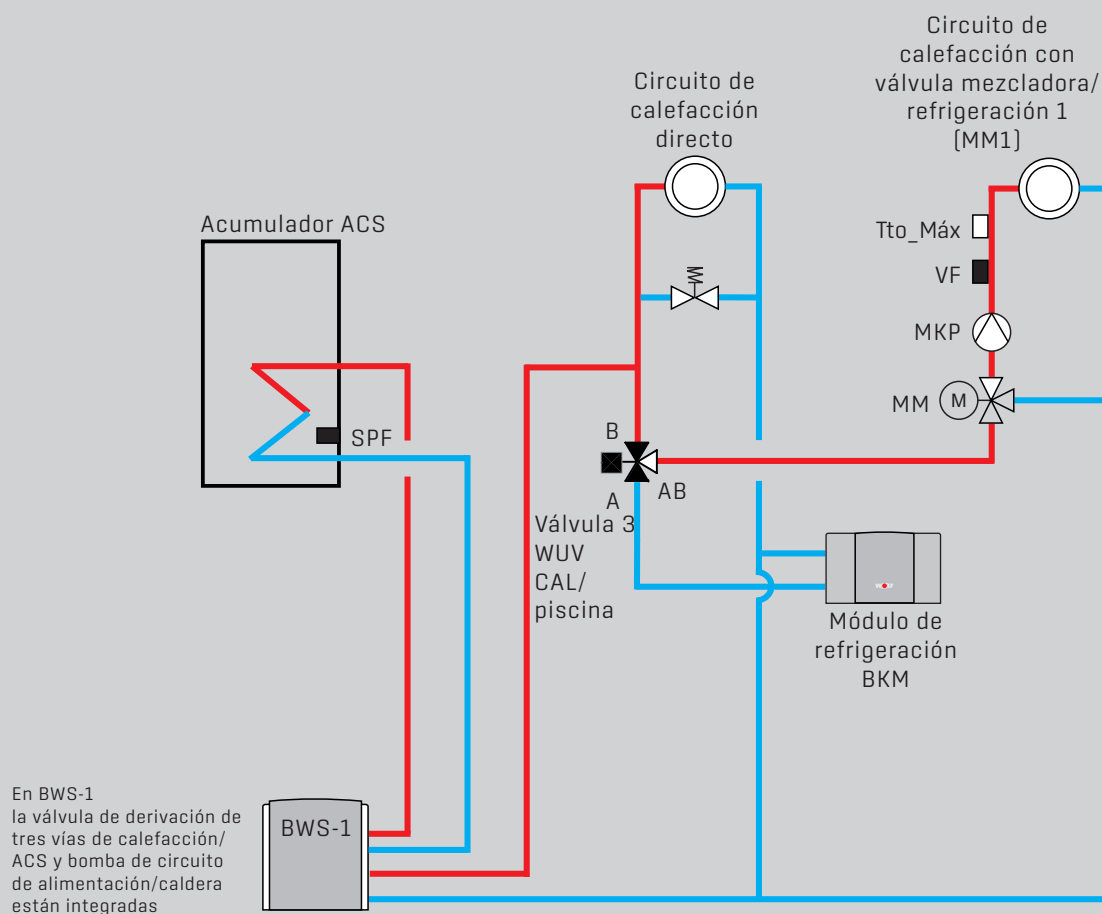 Circuito de
calefacción con
válvula mezcladora/
refrigeración 1
(MM1)
Circuito de
calefacción
directo
Acumulador ACS
Tto_Máx
VF
MKP
MM
M
SPF
B
A
AB
Válvula 3
WUV
CAL/
piscina
Módulo de
refrigeración
BKM
En BWS-1
la válvula de derivación de
tres vías de calefacción/
ACS y bomba de circuito
de alimentación/caldera
están integradas
BWS-1